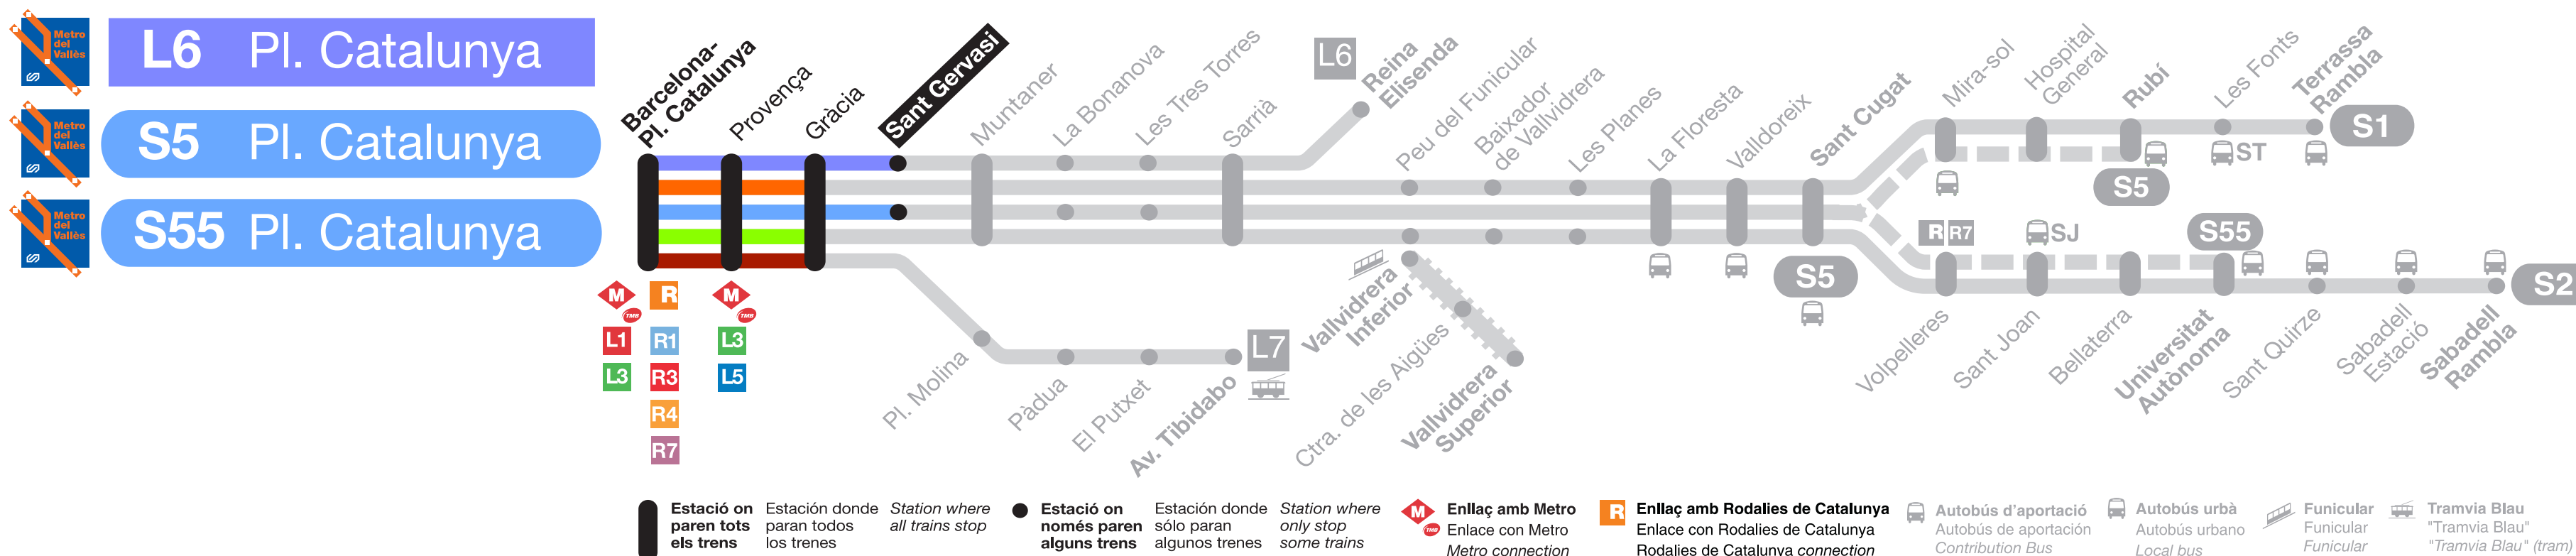 Metro
del
Vallès
L6 Pl. Catalunya
Metro
del
Vallès
S5 Pl. Catalunya
Metro
del
Vallès
S55 Pl. Catalunya
Barcelona-
Pl. Catalunya
Provença
Gràcia
Sant Gervasi
Muntaner
La Bonanova
Les Tres Torres
Sarrià
L6
Reina
Elisenda
Peu del Funicular
Baixador
de Vallvidrera
Les Planes
La Floresta
Valldoreix
Sant Cugat
Mira-sol
Hospital
General
Rubí
Les Fonts
Terrassa
Rambla
S1
ST
S5
R R7
SJ
S55
S5
S2
M
TMB
L1
L3
R
R1
R3
R4
R7
M
TMB
L3
L5
Pl. Molina
Pàdua
El Putxet
Av. Tibidabo
L7
Vallvidrera
Inferior
Ctra. de les Aigües
Vallvidrera
Superior
Volpelleres
Sant Joan
Bellaterra
Universitat
Autònoma
Sant Quirze
Sabadell
Estació
Sabadell
Rambla
Estació on
paren tots
els trens
Estación donde
paran todos
los trenes
Station where
all trains stop
Estació on
només paren
alguns trens
Estación donde
sólo paran
algunos trenes
Station where
only stop
some trains
M
TMB
Enllaç amb Metro
Enlace con Metro
Metro connection
R
Enllaç amb Rodalies de Catalunya
Enlace con Rodalies de Catalunya
Rodalies de Catalunya connection
Autobús d'aportació
Autobús de aportación
Contribution Bus
Autobús urbà
Autobús urbano
Local bus
Funicular
Funicular
Funicular
Tramvia Blau
"Tramvia Blau"
"Tramvia Blau" (tram)